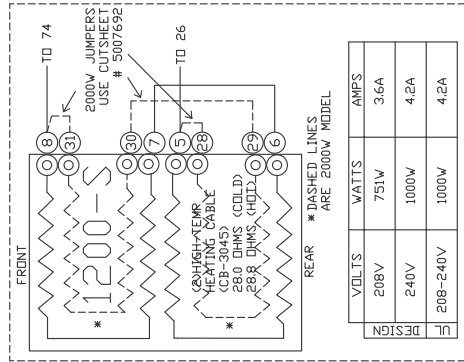 FRONT
1200-S
(2)HIGH TEMP.
HEATING CABLE
(CB-3045)
28.0 OHMS (COLD)
28.8 OHMS (HOT)
REAR
*
*
8
31
30
7
5
28
29
6
TO 74
2000W JUMPERS
USE CUTSHEET
# 5007692
TO 26
*DASHED LINES
ARE 2000W MODEL
VOLTS WATTS AMPS
DESIGN
208V 751W 3.6A
240V 1000W 4.2A
UL 208-240V 1000W 4.2A